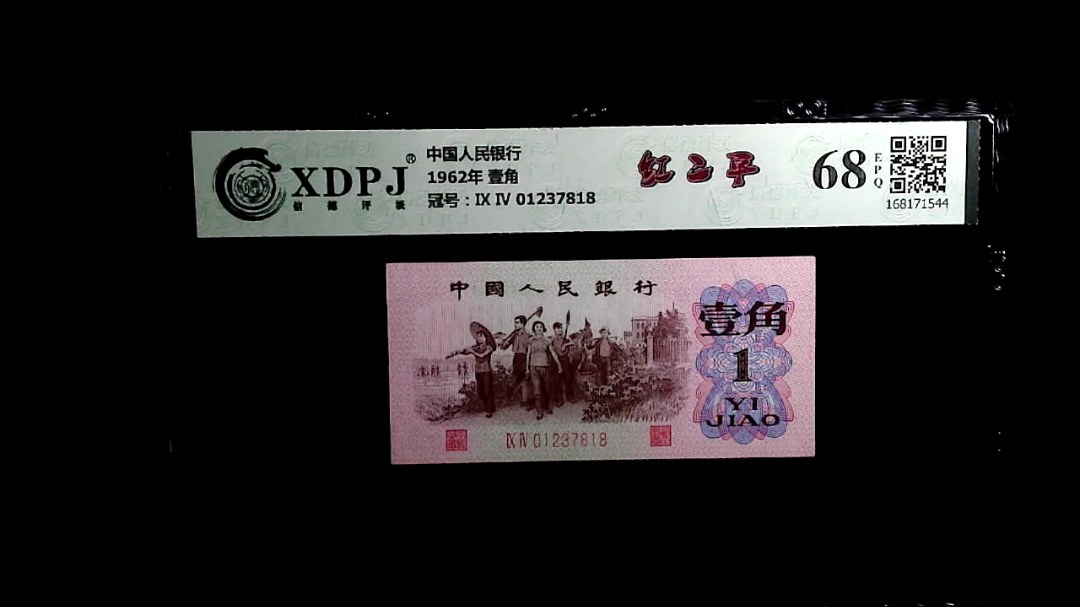 XDPJ®
信德评级
中国人民银行
1962年 壹角
冠号：IX IV 01237818
红二平
68
EPQ
168171544
中國人民銀行
壹角
1
YI
JIAO
IX IV 01237818